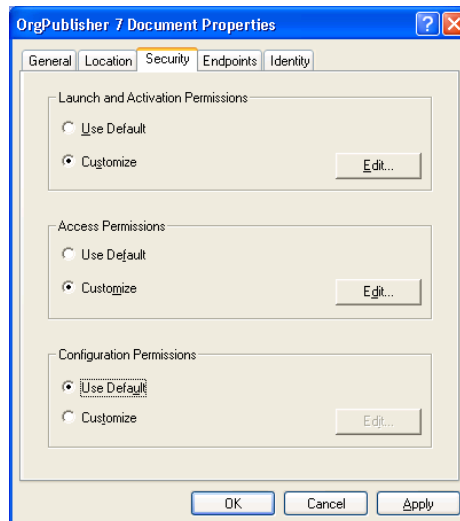 OrgPublisher 7 Document Properties
General Location Security Endpoints Identity
Launch and Activation Permissions
Use Default
Customize Edit...
Access Permissions
Use Default
Customize Edit...
Configuration Permissions
Use Default
Customize Edit...
OK Cancel Apply